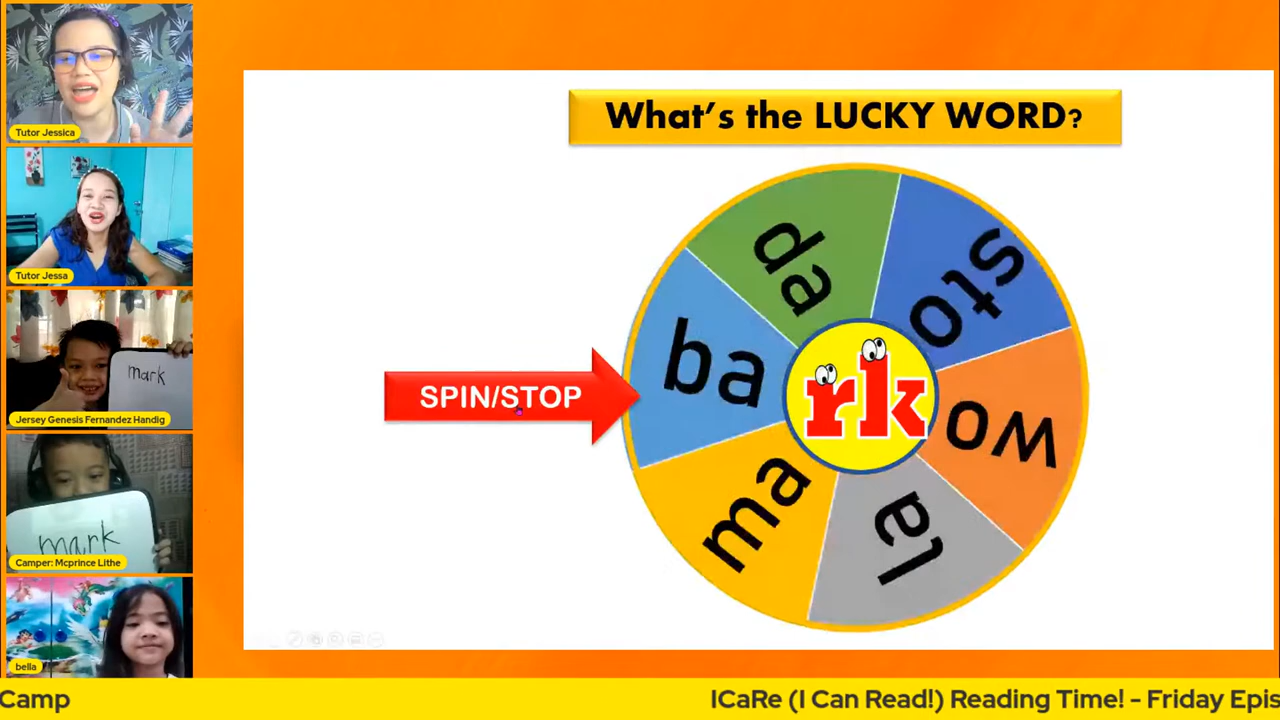 Tutor Jessica
Tutor Jessa
mark
Jersey Genesis Fernandez Handig
mark
Camper: Mcprince Lithe
bella
What's the LUCKY WORD?
SPIN/STOP
da
sto
ba
rk
wo
ma
la
Camp
ICaRe (I Can Read!) Reading Time! - Friday Epis